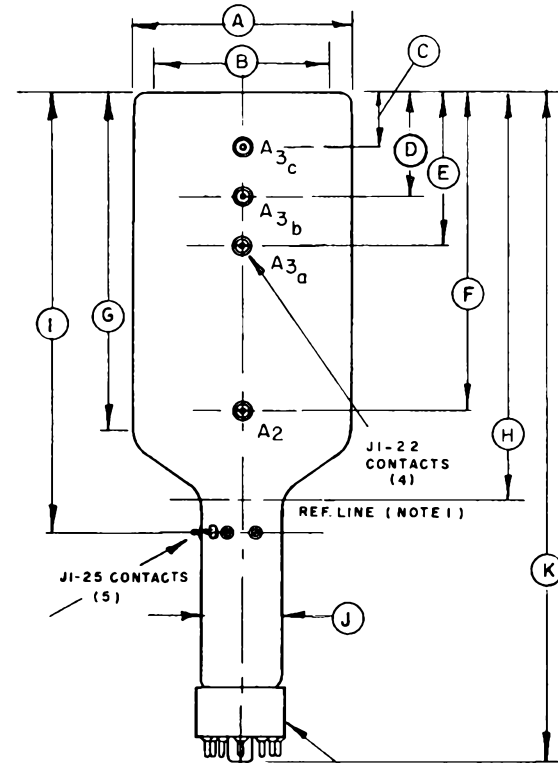 A
B
C
D
E
A3c
A3b
A3a
I
G
F
A2
J1-22
CONTACTS
(4)
H
REF. LINE (NOTE 1)
J1-25 CONTACTS
(5)
K
J